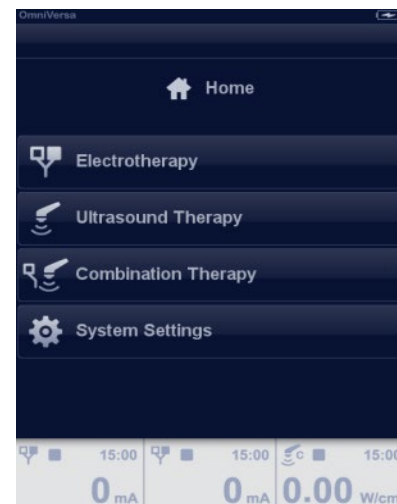 OmniVersa
Home
Electrotherapy
Ultrasound Therapy
Combination Therapy
System Settings
15:00 15:00 C 15:00
0 mA 0 mA 0.00 W/cm